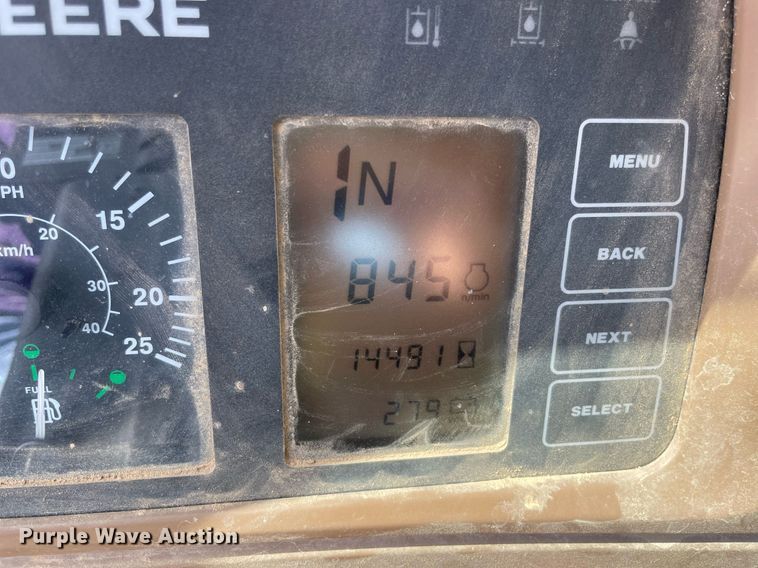 EERE
0
PH
15
20
25
20
km/h
30
40
FUEL
1N
845 n/min
14491
279
MENU
BACK
NEXT
SELECT
Purple Wave Auction